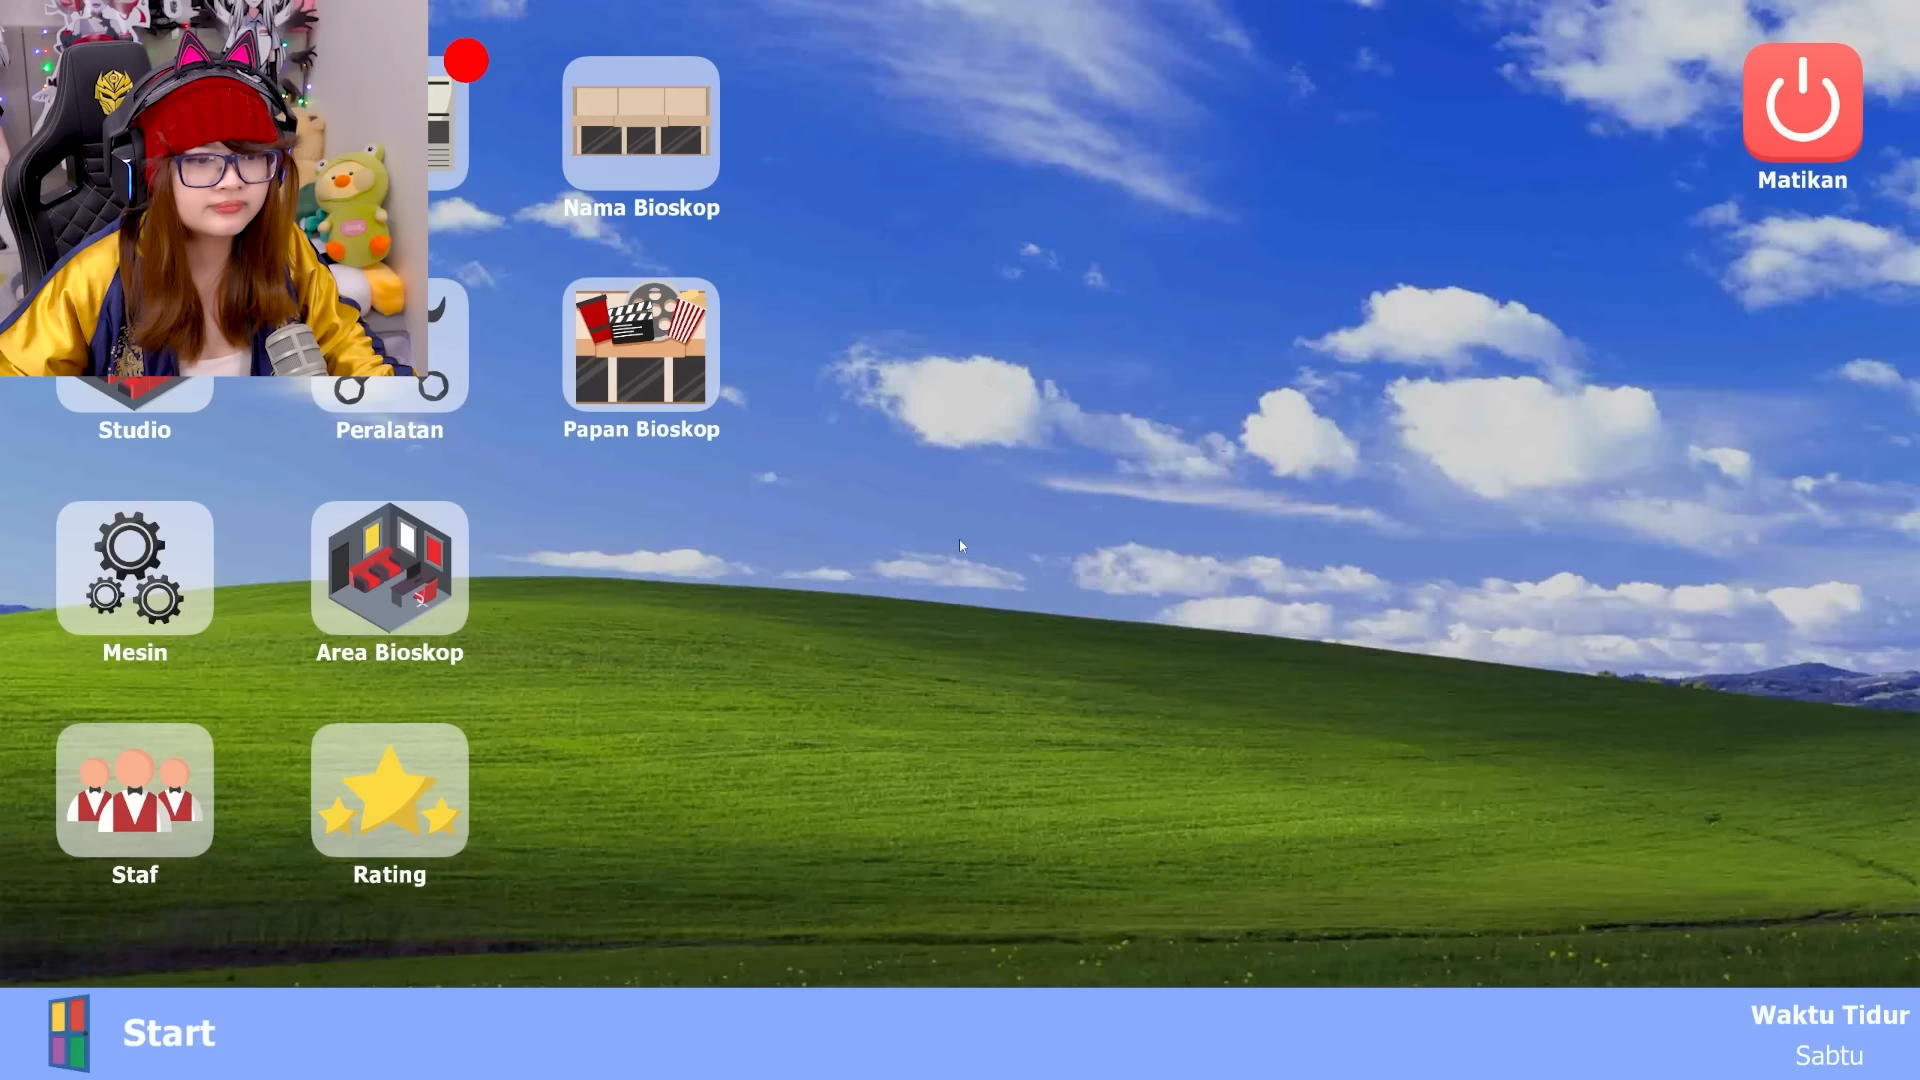 Nama Bioskop
Matikan
Studio
Peralatan
Papan Bioskop
Mesin
Area Bioskop
Staf
Rating
Start
Waktu Tidur
Sabtu